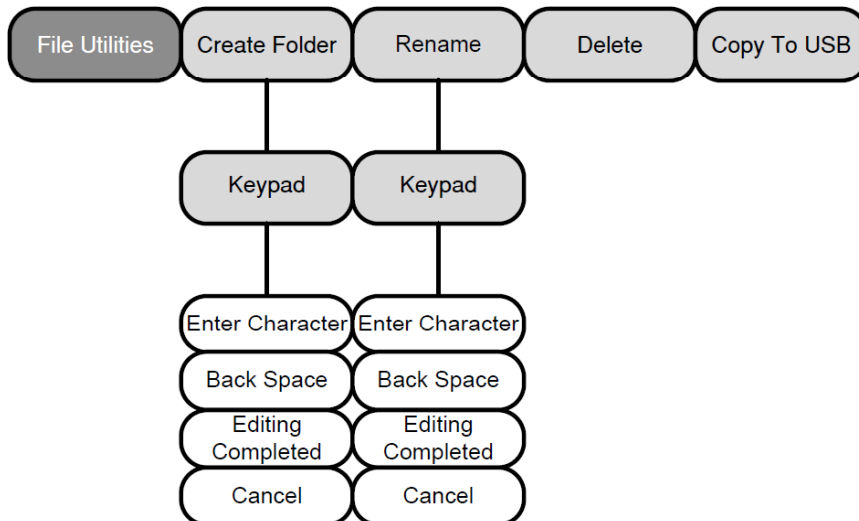 File Utilities
Create Folder
Rename
Delete
Copy To USB
Keypad
Keypad
Enter Character
Enter Character
Back Space
Back Space
Editing
Completed
Editing
Completed
Cancel
Cancel